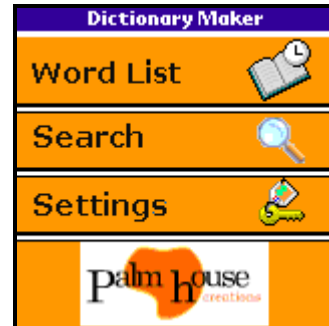 Dictionary Maker
Word List
Search
Settings
palm house
creations